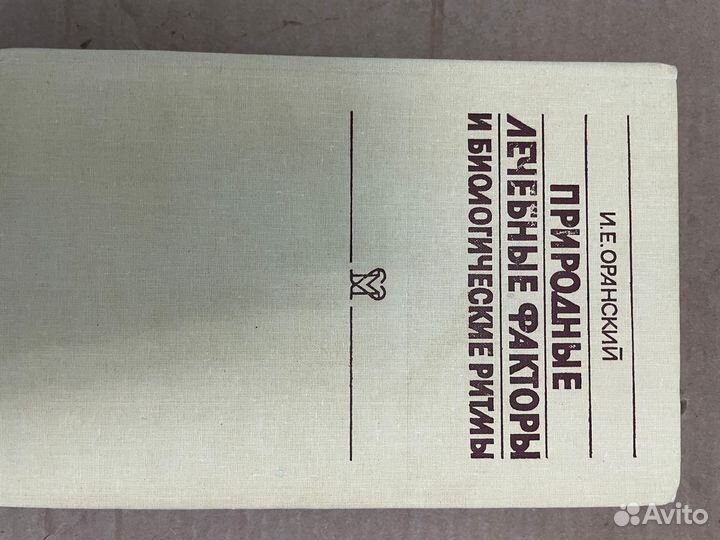 И.Е. ОРАНСКИЙ
ПРИРОДНЫЕ
ЛЕЧЕБНЫЕ ФАКТОРЫ
И БИОЛОГИЧЕСКИЕ РИТМЫ
М
Avito